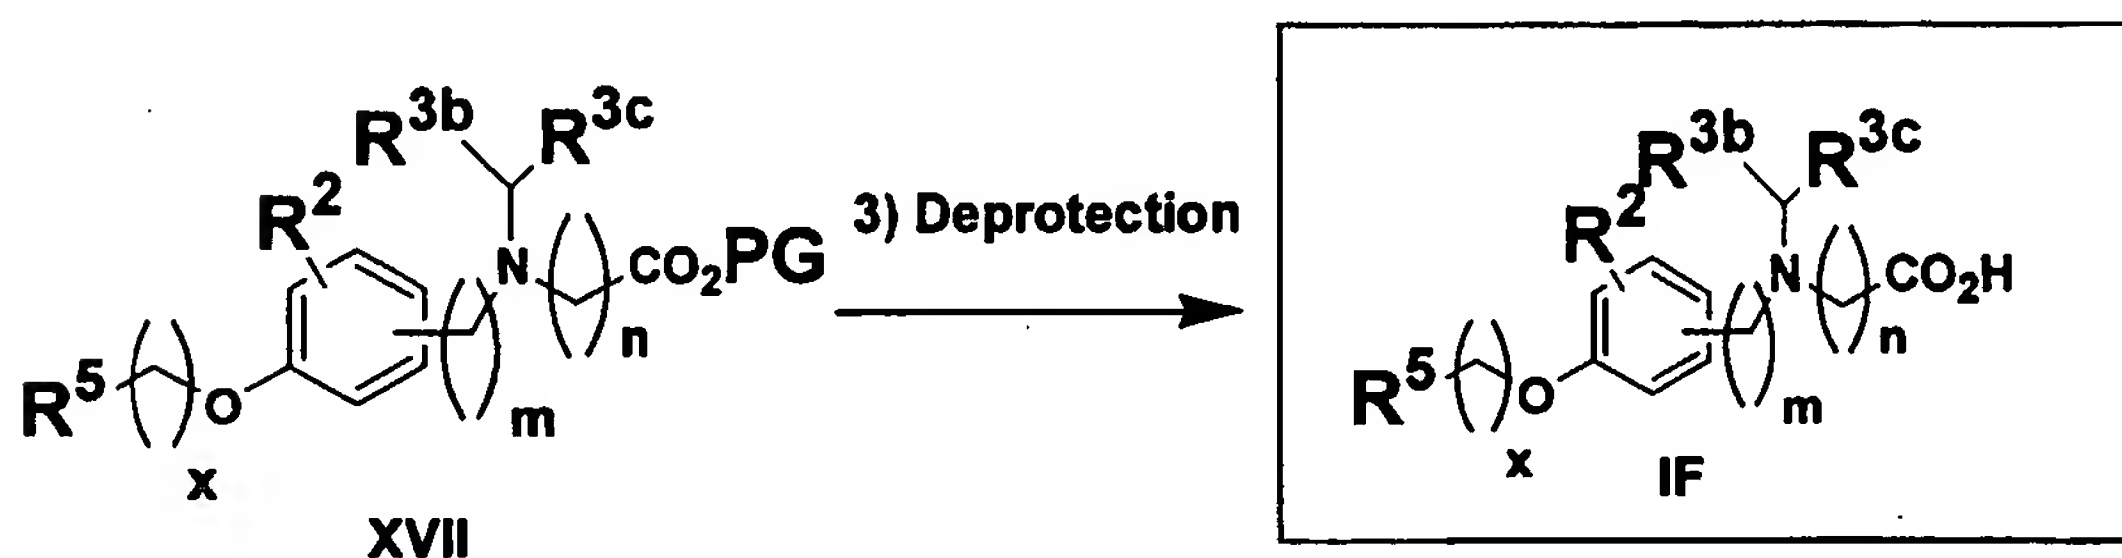 R3b R3c
R2
N CO2PG
n
R5 O
m
x
XVII
3) Deprotection
R3b R3c
R2
N CO2H
n
R5 O
m
x
IF